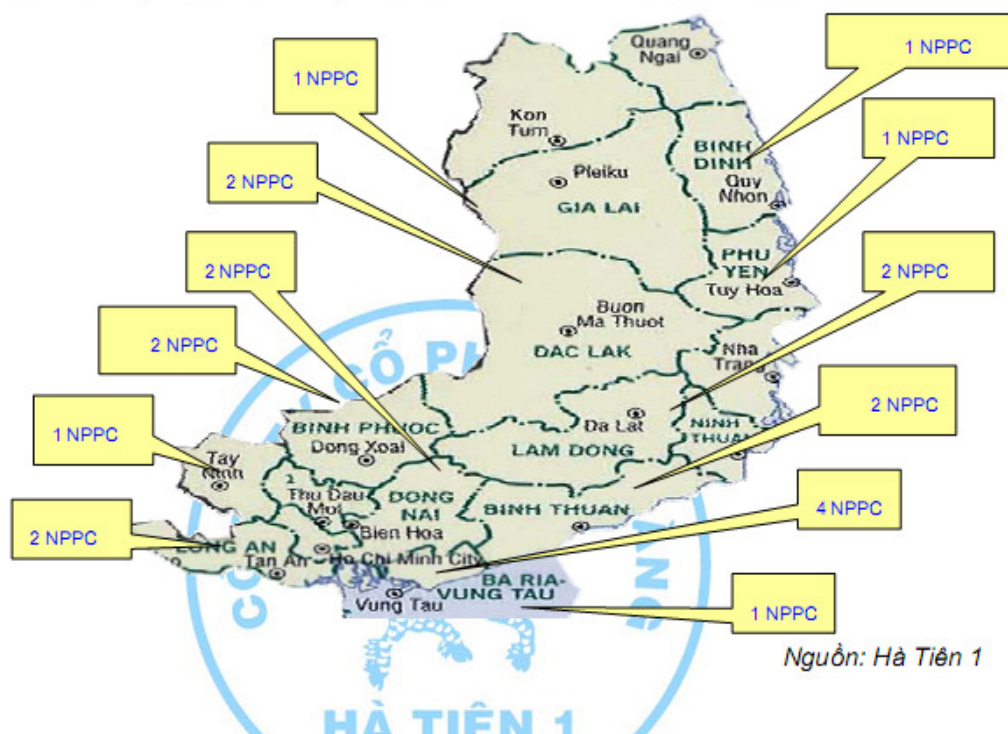 Quang
Ngai
1 NPPC
1 NPPC
Kon
Tum
BINH
DINH
1 NPPC
Pleiku
2 NPPC
Quy
Nhon
GIA LAI
PHU
YEN
2 NPPC
2 NPPC
Tuy Hoa
Buon
Ma Thuot
2 NPPC
DAC LAK
Nha
Trang
2 NPPC
Da Lat
NINH
THUAN
BINH PHUOC
Dong Xoai
LAM DONG
1 NPPC
Tay
Ninh
Thu Dau
Mot
DONG
NAI
BINH THUAN
4 NPPC
Bien Hoa
2 NPPC
LONG AN
Ho Chi Minh City
Tan An
BA RIA-
VUNG TAU
Vung Tau
1 NPPC
Nguồn: Hà Tiên 1
CỔ PH
HÀ TIÊN 1